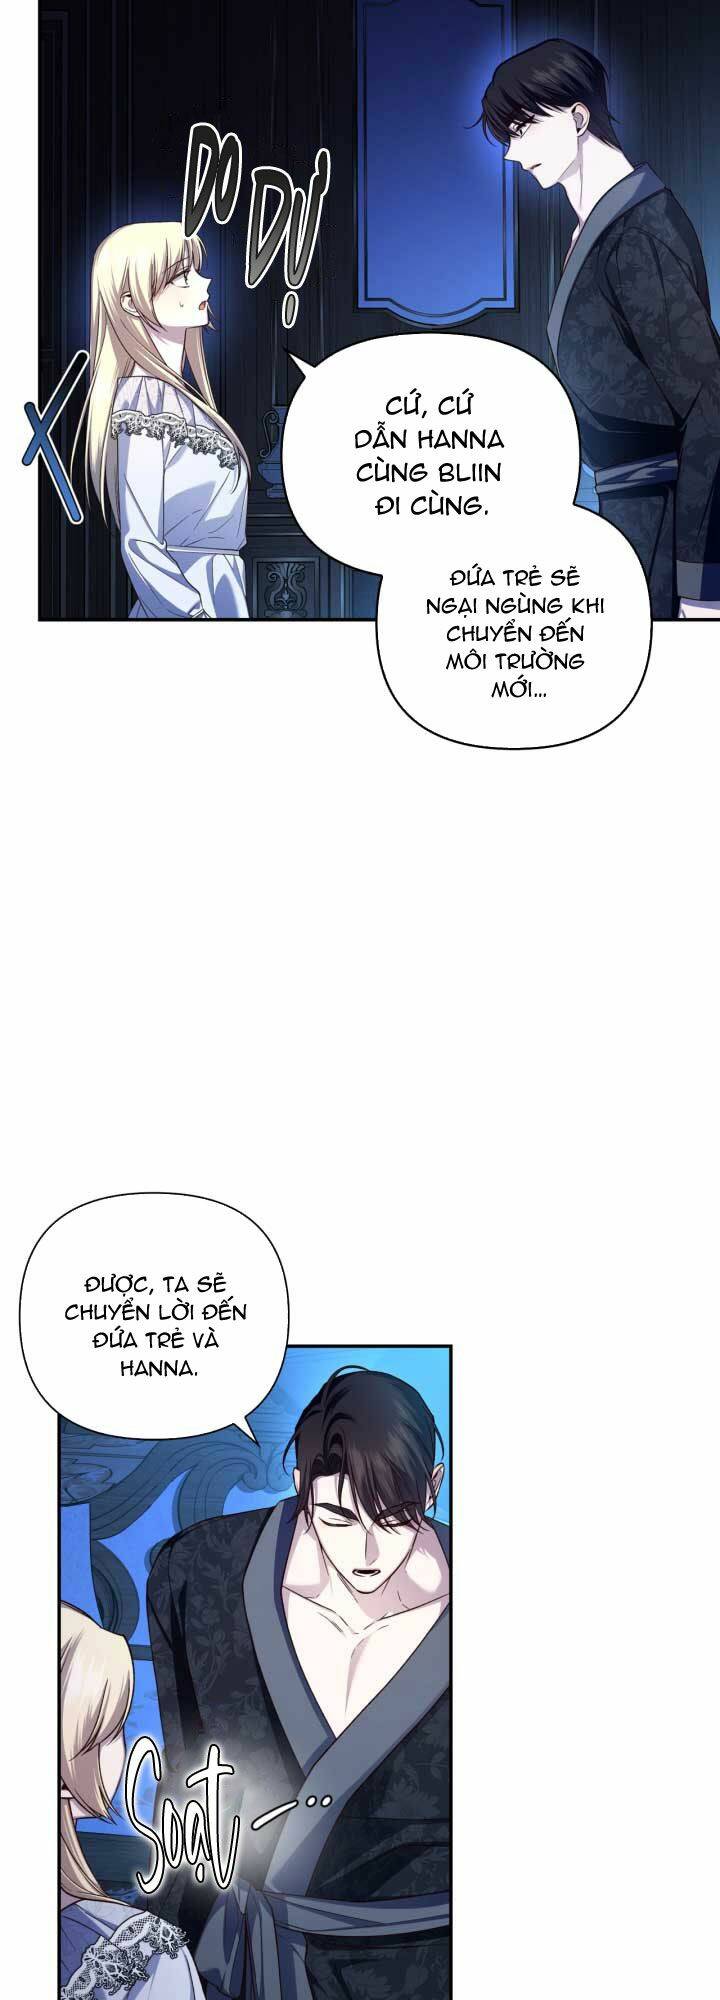 DO DỰ
CỨ, CỨ
DẪN HANNA
CÙNG BLIIN
ĐI CÙNG.
ĐỨA TRẺ SẼ
NGẠI NGÙNG KHI
CHUYỂN ĐẾN
MÔI TRƯỜNG
MỚI...
ĐƯỢC, TA SẼ
CHUYỂN LỜI ĐẾN
ĐỨA TRẺ VÀ
HANNA.
SOẠT